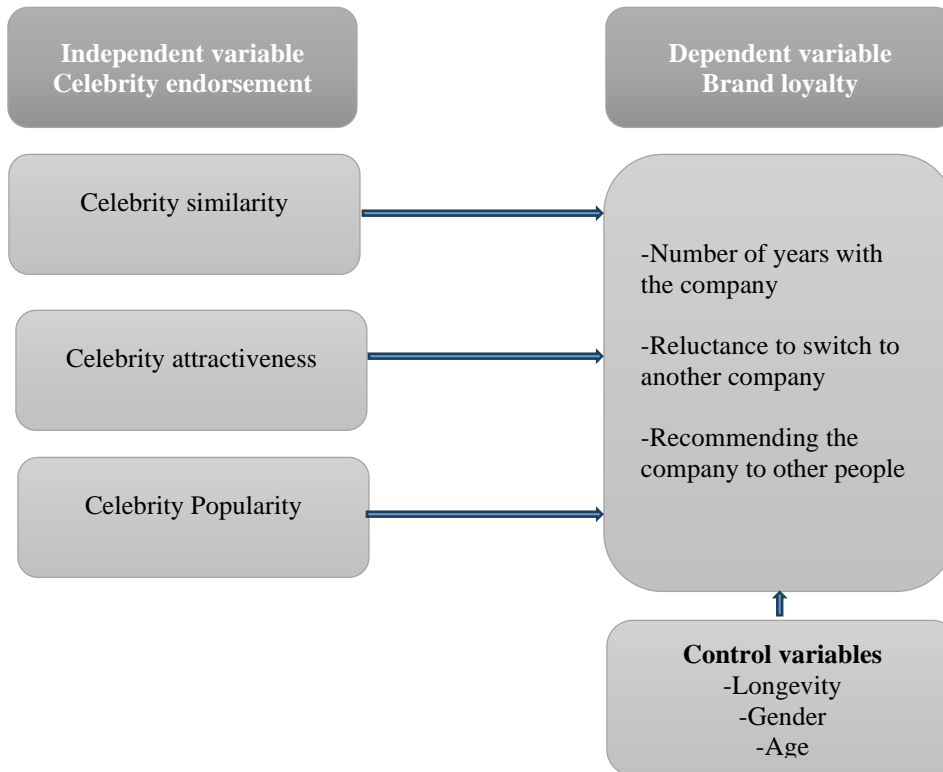 Independent variable
Celebrity endorsement
Dependent variable
Brand loyalty
Celebrity similarity
Celebrity attractiveness
Celebrity Popularity
-Number of years with
the company
-Reluctance to switch to
another company
-Recommending the
company to other people
Control variables
-Longevity
-Gender
-Age